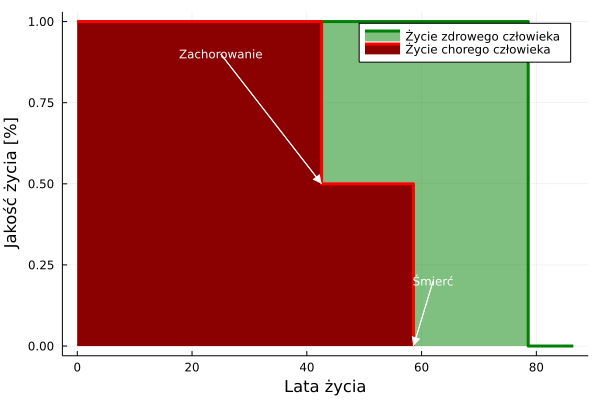 1.00
0.75
0.50
0.25
0.00
Jakość życia [%]
Życie zdrowego człowieka
Życie chorego człowieka
Zachorowanie
Śmierć
0 20 40 60 80
Lata życia